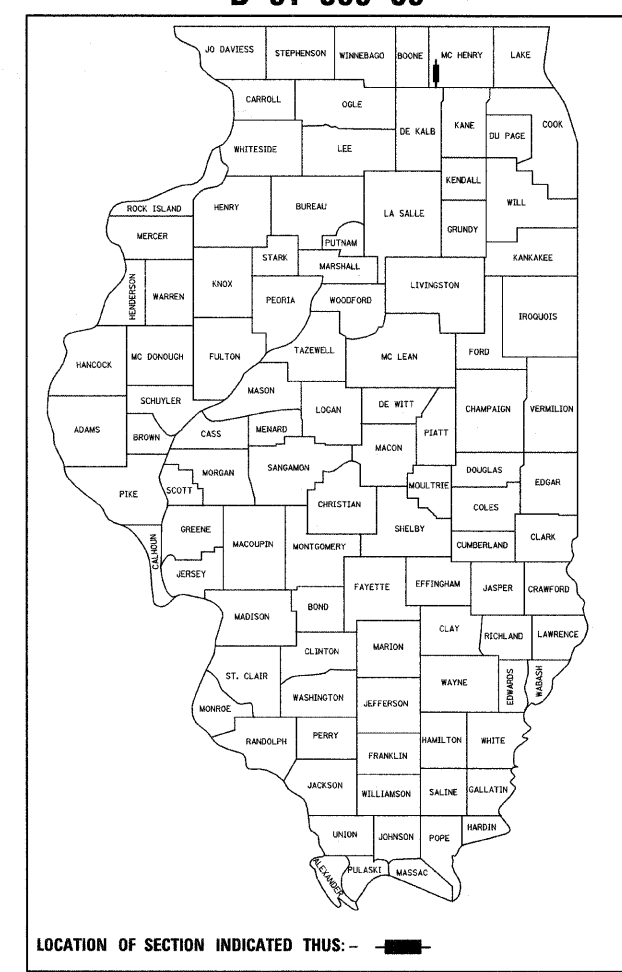 JO DAVIESS STEPHENSON WINNEBAGO BOONE MC HENRY LAKE
CARROLL OGLE DE KALB KANE DU PAGE COOK
WHITESIDE LEE
KENDALL
ROCK ISLAND HENRY BUREAU LA SALLE WILL
MERCER PUTNAM GRUNDY
STARK MARSHALL KANKAKEE
HENDERSON WARREN KNOX PEORIA WOODFORD LIVINGSTON IROQUOIS
HANCOCK MC DONOUGH FULTON TAZEWELL MC LEAN FORD
MASON
SCHUYLER LOGAN DE WITT CHAMPAIGN VERMILION
ADAMS BROWN CASS MENARD MACON PIATT
MORGAN SANGAMON DOUGLAS EDGAR
PIKE SCOTT CHRISTIAN MOULTRIE COLES
GREENE MACOUPIN MONTGOMERY SHELBY CUMBERLAND CLARK
CALHOUN JERSEY FAYETTE EFFINGHAM JASPER CRAWFORD
MADISON BOND
CLINTON MARION CLAY RICHLAND LAWRENCE
ST. CLAIR WAYNE EDWARDS WABASH
MONROE WASHINGTON JEFFERSON
RANDOLPH PERRY FRANKLIN HAMILTON WHITE
JACKSON WILLIAMSON SALINE GALLATIN
UNION JOHNSON POPE HARDIN
ALEXANDER PULASKI MASSAC
LOCATION OF SECTION INDICATED THUS: -